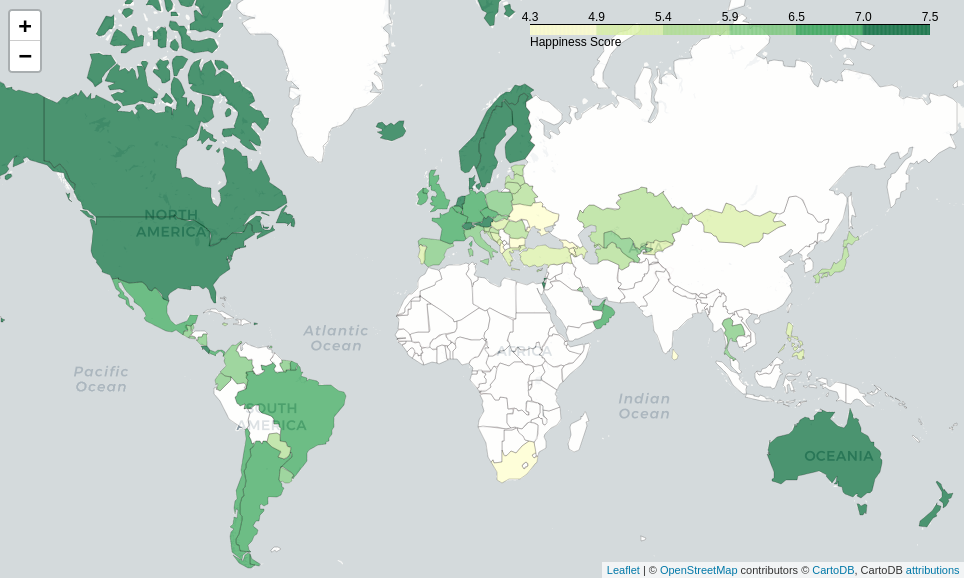 +
−
4.3 4.9 5.4 5.9 6.5 7.0 7.5
Happiness Score
NORTH
AMERICA
Atlantic
Ocean
AFRICA
Pacific
Ocean
SOUTH
AMERICA
Indian
Ocean
OCEANIA
Leaflet | © OpenStreetMap contributors © CartoDB, CartoDB attributions